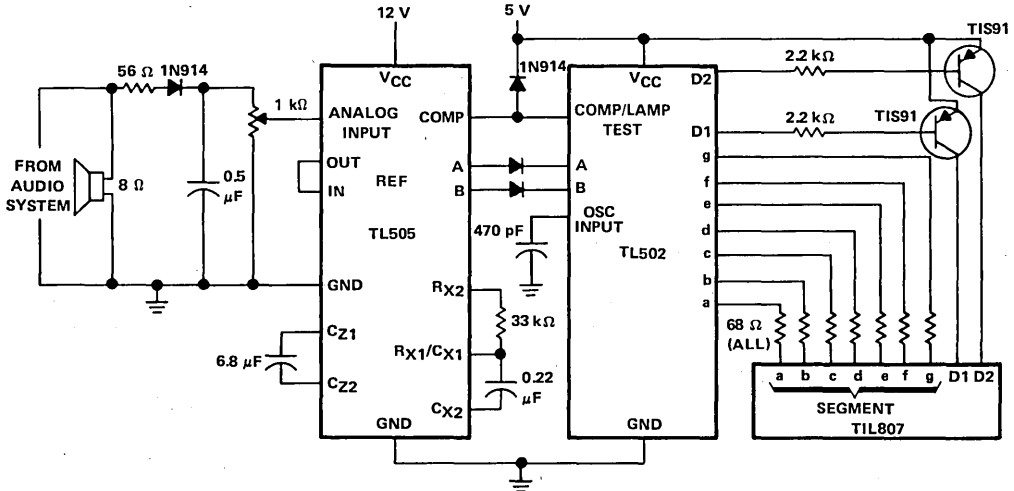 12 V
5 V
TIS91
56 Ω
1N914
1N914
2.2 kΩ
VCC
VCC
D2
1 kΩ
ANALOG
INPUT
COMP
COMP/LAMP
TEST
TIS91
2.2 kΩ
D1
FROM
AUDIO
SYSTEM
8 Ω
0.5
μF
OUT
IN
REF
A
B
A
B
g
f
e
d
c
b
a
OSC
INPUT
470 pF
TL505
TL502
GND
RX2
33 kΩ
68 Ω
(ALL)
CZ1
6.8 μF
CZ2
RX1/CX1
0.22
μF
CX2
a b c d e f g D1 D2
SEGMENT
TIL807
GND
GND